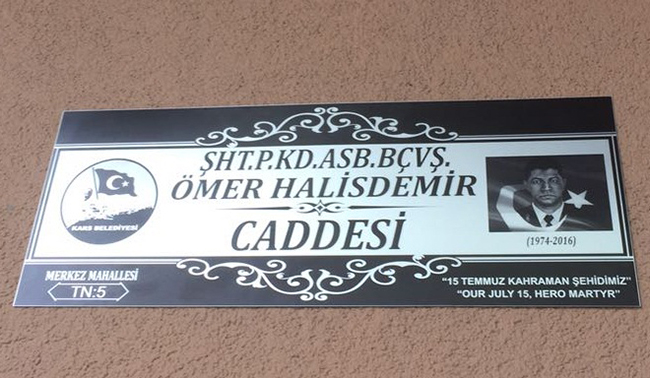 ŞHT.P.KD.ASB.BÇVŞ.
ÖMER HALİSDEMİR
CADDESİ
KARS BELEDİYESİ
(1974-2016)
MERKEZ MAHALLESİ
TN:5
“15 TEMMUZ KAHRAMAN ŞEHİDİMİZ”
“OUR JULY 15, HERO MARTYR”